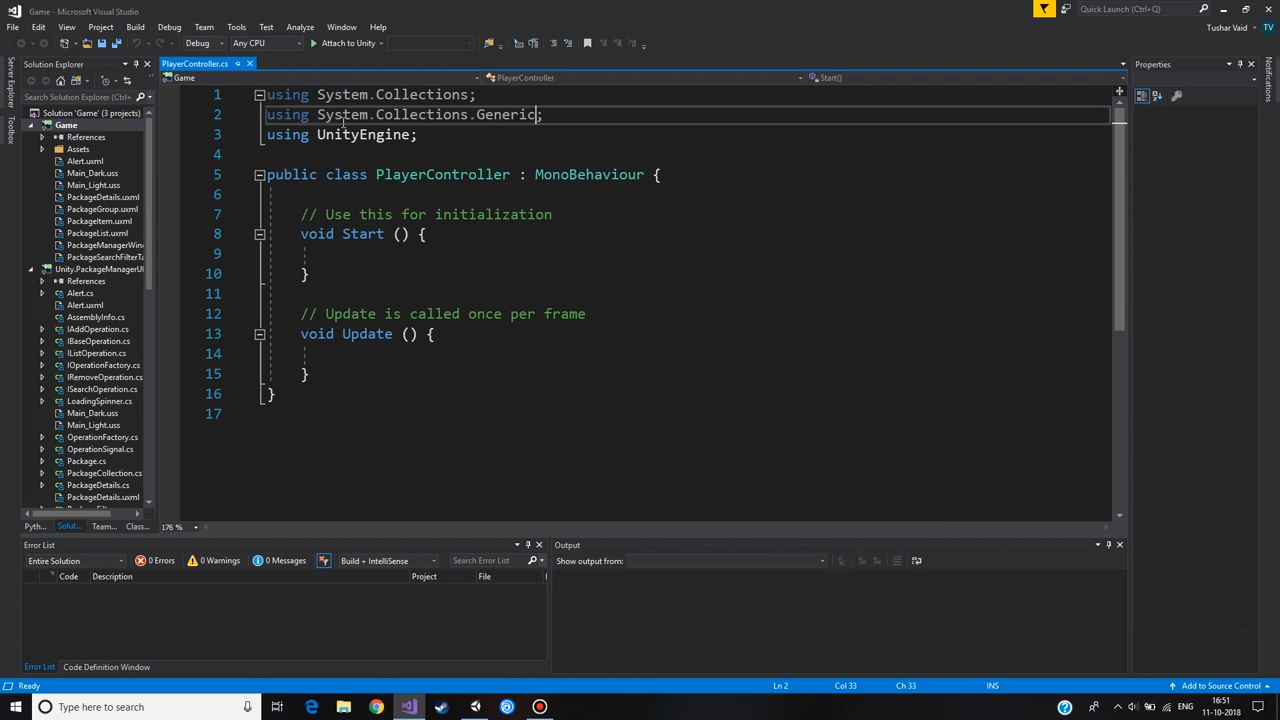 Game - Microsoft Visual Studio
Quick Launch (Ctrl+Q)
File Edit View Project Build Debug Team Tools Test Analyze Window Help
Tushar Vaid
TV
Debug Any CPU Attach to Unity
Server Explorer
Toolbox
Notifications
Solution Explorer
PlayerController.cs
Properties
Game PlayerController Start()
Search Solution Explorer (Ctrl+;)
Solution 'Game' (3 projects)
Game
References
Assets
Alert.uxml
Main_Dark.uss
Main_Light.uss
PackageDetails.uxml
PackageGroup.uxml
PackageItem.uxml
PackageList.uxml
PackageManagerWin
PackageSearchFilterTa
Unity.PackageManagerUI
References
Alert.cs
Alert.uxml
AssemblyInfo.cs
IAddOperation.cs
IBaseOperation.cs
IListOperation.cs
IOperationFactory.cs
IRemoveOperation.cs
ISearchOperation.cs
LoadingSpinner.cs
Main_Dark.uss
Main_Light.uss
OperationFactory.cs
OperationSignal.cs
Package.cs
PackageCollection.cs
PackageDetails.cs
PackageDetails.uxml
Pyth... Solut... Team... Class...
1 using System.Collections;
2 using System.Collections.Generic;
3 using UnityEngine;
4
5 public class PlayerController : MonoBehaviour {
6
7 // Use this for initialization
8 void Start () {
9
10 }
11
12 // Update is called once per frame
13 void Update () {
14
15 }
16 }
17
176 %
Error List
Entire Solution 0 Errors 0 Warnings 0 Messages Build + IntelliSense Search Error List
Code Description Project File
Error List Code Definition Window
Output
Show output from:
Ready Ln 2 Col 33 Ch 33 INS Add to Source Control
Type here to search
16:51
11-10-2018